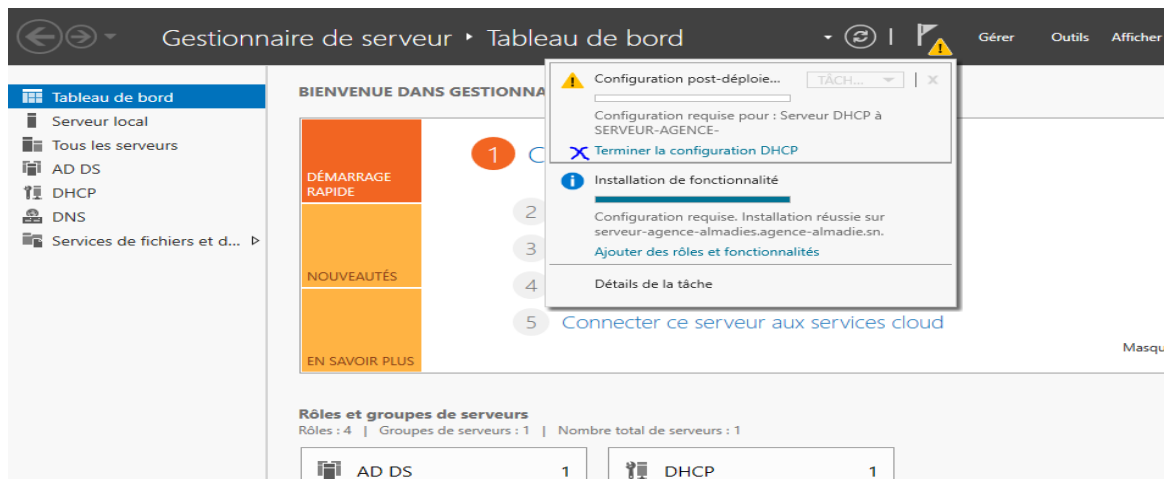 Gestionnaire de serveur ‣ Tableau de bord
Gérer Outils Afficher
Tableau de bord
Serveur local
Tous les serveurs
AD DS
DHCP
DNS
Services de fichiers et d...
BIENVENUE DANS GESTIONNA
DÉMARRAGE
RAPIDE
NOUVEAUTÉS
EN SAVOIR PLUS
1 C
2
3
4
5 Connecter ce serveur aux services cloud
Masqu
Configuration post-déploie...
TÂCH...
Configuration requise pour : Serveur DHCP à
SERVEUR-AGENCE-
Terminer la configuration DHCP
Installation de fonctionnalité
Configuration requise. Installation réussie sur
serveur-agence-almadies.agence-almadie.sn.
Ajouter des rôles et fonctionnalités
Détails de la tâche
Rôles et groupes de serveurs
Rôles : 4 | Groupes de serveurs : 1 | Nombre total de serveurs : 1
AD DS 1
DHCP 1